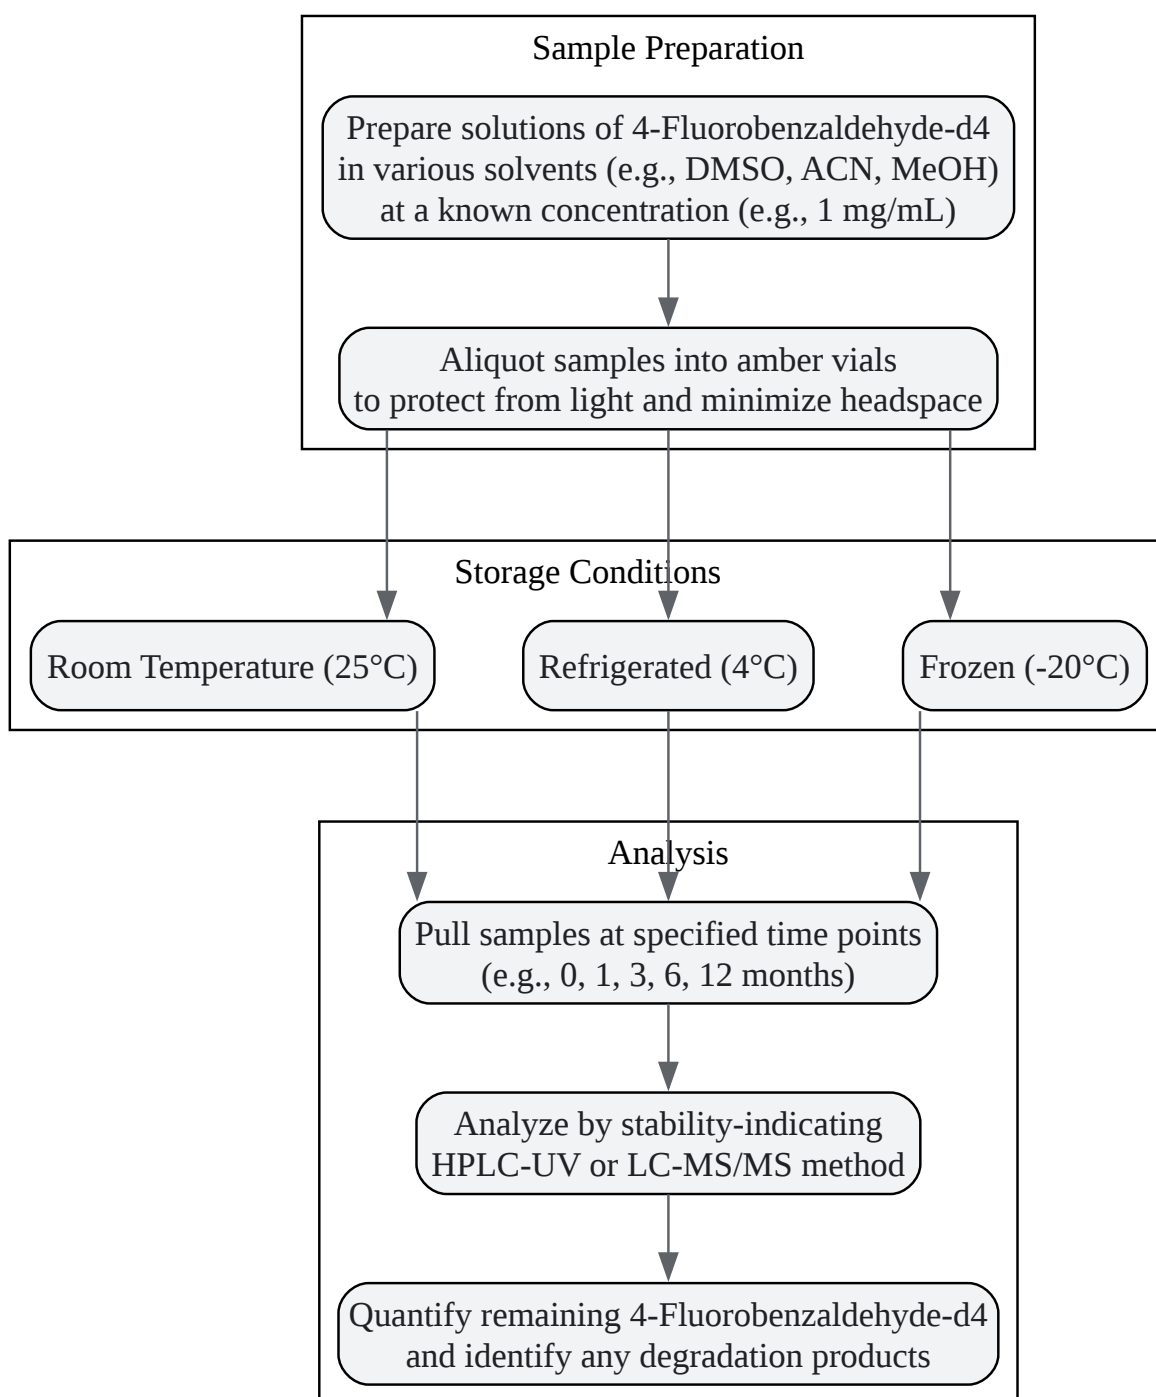 Sample Preparation
Prepare solutions of 4-Fluorobenzaldehyde-d4
in various solvents (e.g., DMSO, ACN, MeOH)
at a known concentration (e.g., 1 mg/mL)
Aliquot samples into amber vials
to protect from light and minimize headspace
Storage Conditions
Room Temperature (25°C)
Refrigerated (4°C)
Frozen (-20°C)
Analysis
Pull samples at specified time points
(e.g., 0, 1, 3, 6, 12 months)
Analyze by stability-indicating
HPLC-UV or LC-MS/MS method
Quantify remaining 4-Fluorobenzaldehyde-d4
and identify any degradation products